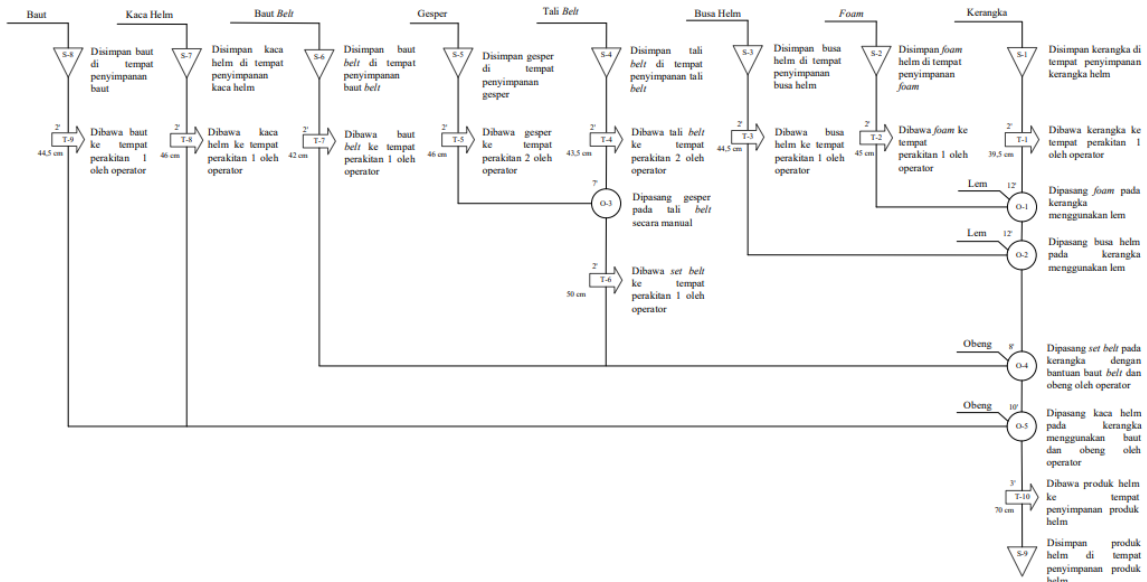 Baut
Kaca Helm
Baut Belt
Gesper
Tali Belt
Busa Helm
Foam
Kerangka
S-8
Disimpan baut
di tempat
penyimpanan
baut
S-7
Disimpan kaca
helm di tempat
penyimpanan
kaca helm
S-6
Disimpan baut
belt di tempat
penyimpanan
baut belt
S-5
Disimpan gesper
di tempat
penyimpanan
gesper
S-4
Disimpan tali
belt di tempat
penyimpanan tali
belt
S-3
Disimpan busa
helm di tempat
penyimpanan
busa helm
S-2
Disimpan foam
helm di tempat
penyimpanan
foam
S-1
Disimpan kerangka di
tempat penyimpanan
kerangka helm
2'
T-9
44,5 cm
Dibawa baut
ke tempat
perakitan 1
oleh operator
2'
T-8
46 cm
Dibawa kaca
helm ke tempat
perakitan 1 oleh
operator
2'
T-7
42 cm
Dibawa baut
belt ke tempat
perakitan 1 oleh
operator
2'
T-5
46 cm
Dibawa gesper
ke tempat
perakitan 2 oleh
operator
2'
T-4
43,5 cm
Dibawa tali belt
ke tempat
perakitan 2 oleh
operator
2'
T-3
44,5 cm
Dibawa busa
helm ke tempat
perakitan 1 oleh
operator
2'
T-2
45 cm
Dibawa foam ke
tempat
perakitan 1 oleh
operator
2'
T-1
39,5 cm
Dibawa kerangka ke
tempat perakitan 1
oleh operator
7'
O-3
Dipasang gesper
pada tali belt
secara manual
Lem
12'
O-1
Dipasang foam pada
kerangka
menggunakan lem
Lem
12'
O-2
Dipasang busa helm
pada kerangka
menggunakan lem
2'
T-6
50 cm
Dibawa set belt
ke tempat
perakitan 1 oleh
operator
Obeng
8'
O-4
Dipasang set belt pada
kerangka dengan
bantuan baut belt dan
obeng oleh operator
Obeng
10'
O-5
Dipasang kaca helm
pada kerangka
menggunakan baut
dan obeng oleh
operator
3'
T-10
70 cm
Dibawa produk helm
ke tempat
penyimpanan produk
helm
S-9
Disimpan produk
helm di tempat
penyimpanan produk
helm